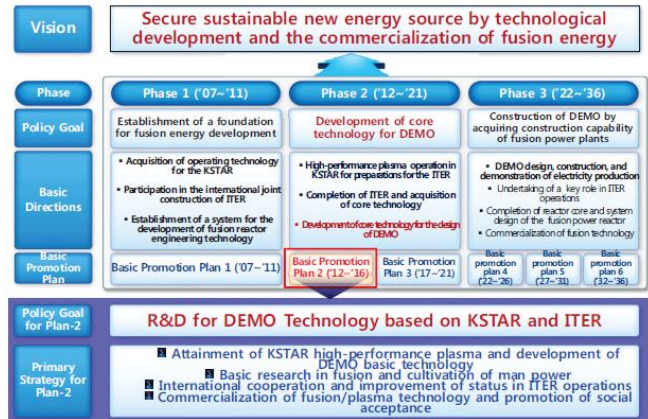 Vision
Secure sustainable new energy source by technological
development and the commercialization of fusion energy
Phase
Phase 1 ('07~'11)
Phase 2 ('12~'21)
Phase 3 ('22~'36)
Policy Goal
Establishment of a foundation
for fusion energy development
Development of core
technology for DEMO
Construction of DEMO by
acquiring construction capability
of fusion power plants
Basic
Directions
▪ Acquisition of operating technology
for the KSTAR
▪ Participation in the international joint
construction of ITER
▪ Establishment of a system for the
development of fusion reactor
engineering technology
▪ High-performance plasma operation in
KSTAR for preparations for the ITER
▪ Completion of ITER and acquisition
of core technology
▪ Development of core technology for the design
of DEMO
▪ DEMO design, construction, and
demonstration of electricity production
▪ Undertaking of a key role in ITER
operations
▪ Completion of reactor core and system
design of the fusion power reactor
▪ Commercialization of fusion technology
Basic
Promotion
Plan
Basic Promotion Plan 1 ('07~'11)
Basic Promotion
Plan 2 ('12~'16)
Basic Promotion
Plan 3 ('17~'21)
Basic
promotion
plan 4
('22~'26)
Basic
promotion
plan 5
('27~'31)
Basic
promotion
plan 6
('32~'36)
Policy Goal
for Plan-2
R&D for DEMO Technology based on KSTAR and ITER
Primary
Strategy for
Plan-2
Attainment of KSTAR high-performance plasma and development of
DEMO basic technology
Basic research in fusion and cultivation of man power
International cooperation and improvement of status in ITER operations
Commercialization of fusion/plasma technology and promotion of social
acceptance